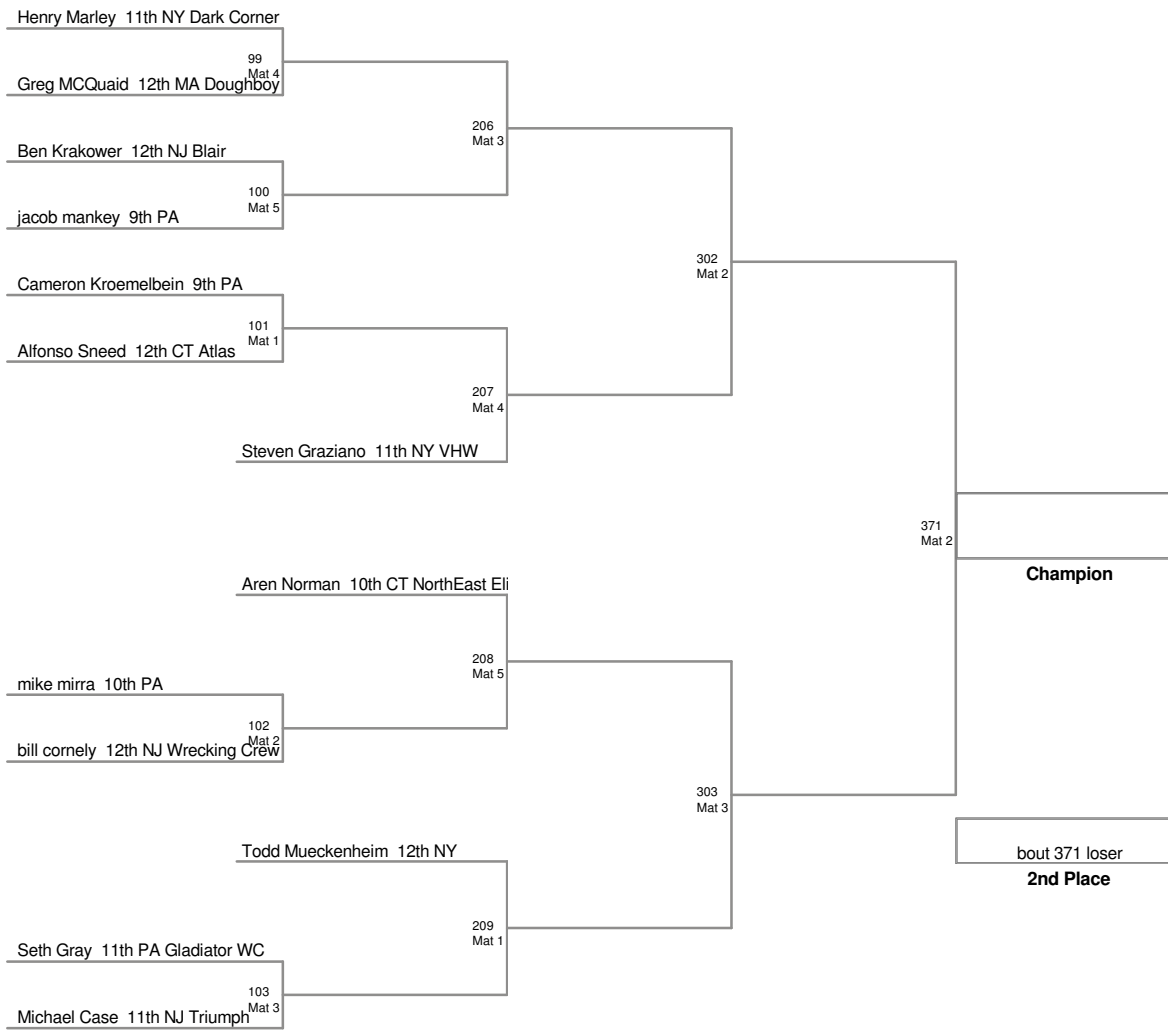 Henry Marley 11th NY Dark Corner
99
Mat 4
Greg MCQuaid 12th MA Doughboy
206
Mat 3
Ben Krakower 12th NJ Blair
100
Mat 5
jacob mankey 9th PA
302
Mat 2
Cameron Kroemelbein 9th PA
101
Mat 1
Alfonso Sneed 12th CT Atlas
207
Mat 4
Steven Graziano 11th NY VHW
371
Mat 2
Champion
Aren Norman 10th CT NorthEast Eli
208
Mat 5
mike mirra 10th PA
102
Mat 2
bill cornely 12th NJ Wrecking Crew
303
Mat 3
Todd Mueckenheim 12th NY
bout 371 loser
2nd Place
209
Mat 1
Seth Gray 11th PA Gladiator WC
103
Mat 3
Michael Case 11th NJ Triumph